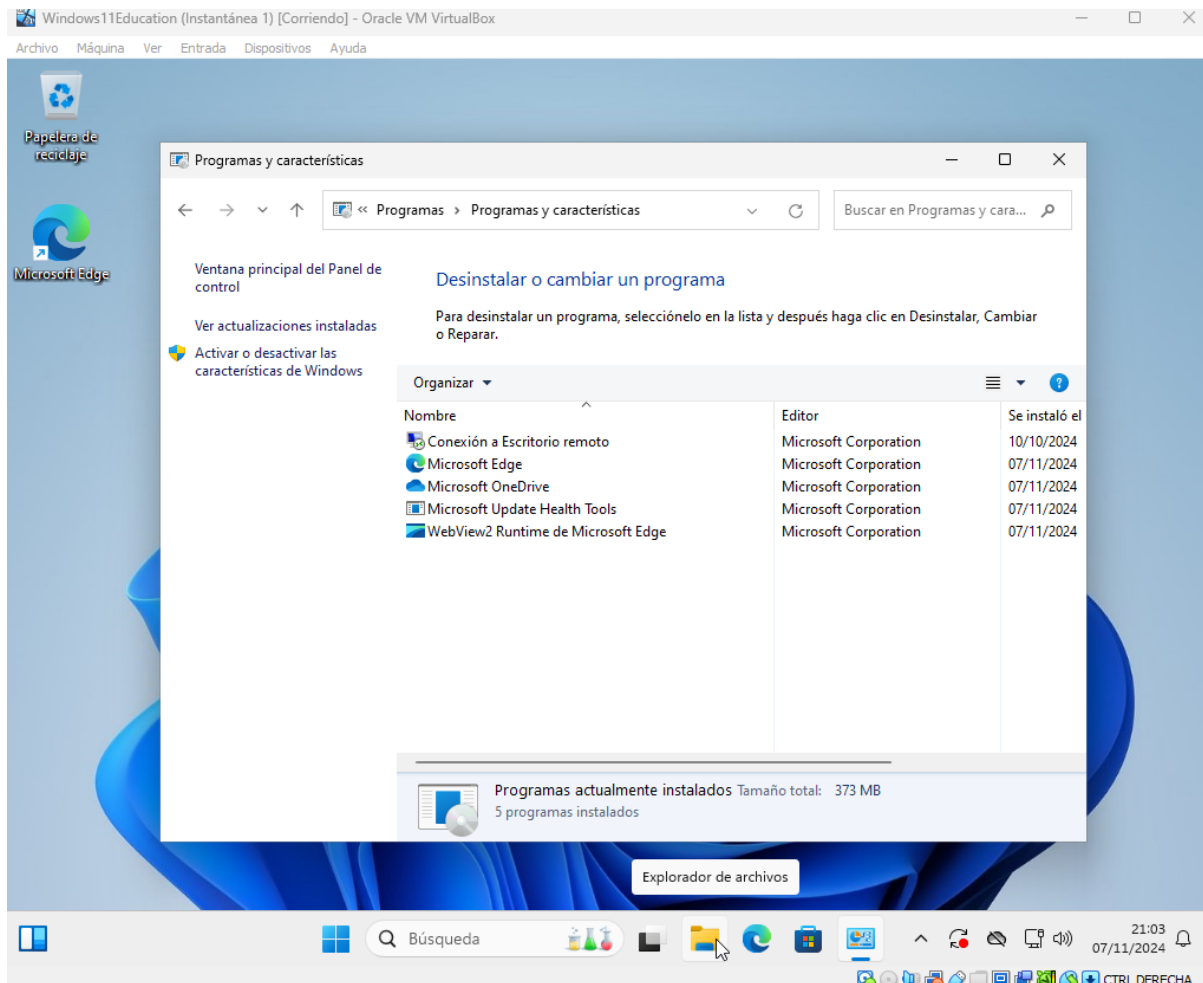 Windows11Education (Instantánea 1) [Corriendo] - Oracle VM VirtualBox
Archivo Máquina Ver Entrada Dispositivos Ayuda
Papelera de
reciclaje
Microsoft Edge
Programas y características
« Programas > Programas y características
Buscar en Programas y cara...
Ventana principal del Panel de
control
Ver actualizaciones instaladas
Activar o desactivar las
características de Windows
Desinstalar o cambiar un programa
Para desinstalar un programa, selecciónelo en la lista y después haga clic en Desinstalar, Cambiar
o Reparar.
Organizar
Nombre Editor Se instaló el
Conexión a Escritorio remoto Microsoft Corporation 10/10/2024
Microsoft Edge Microsoft Corporation 07/11/2024
Microsoft OneDrive Microsoft Corporation 07/11/2024
Microsoft Update Health Tools Microsoft Corporation 07/11/2024
WebView2 Runtime de Microsoft Edge Microsoft Corporation 07/11/2024
Programas actualmente instalados Tamaño total: 373 MB
5 programas instalados
Explorador de archivos
Búsqueda
21:03
07/11/2024
CTRL DERECHA